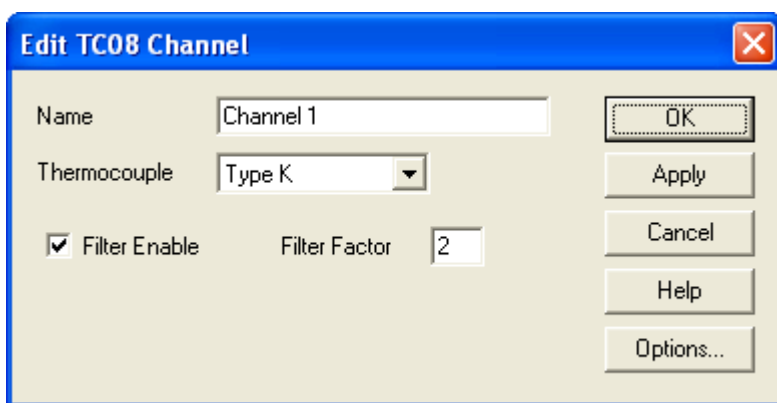 Edit TC08 Channel
Name
Channel 1
OK
Thermocouple
Type K
Apply
Filter Enable
Filter Factor
2
Cancel
Help
Options...